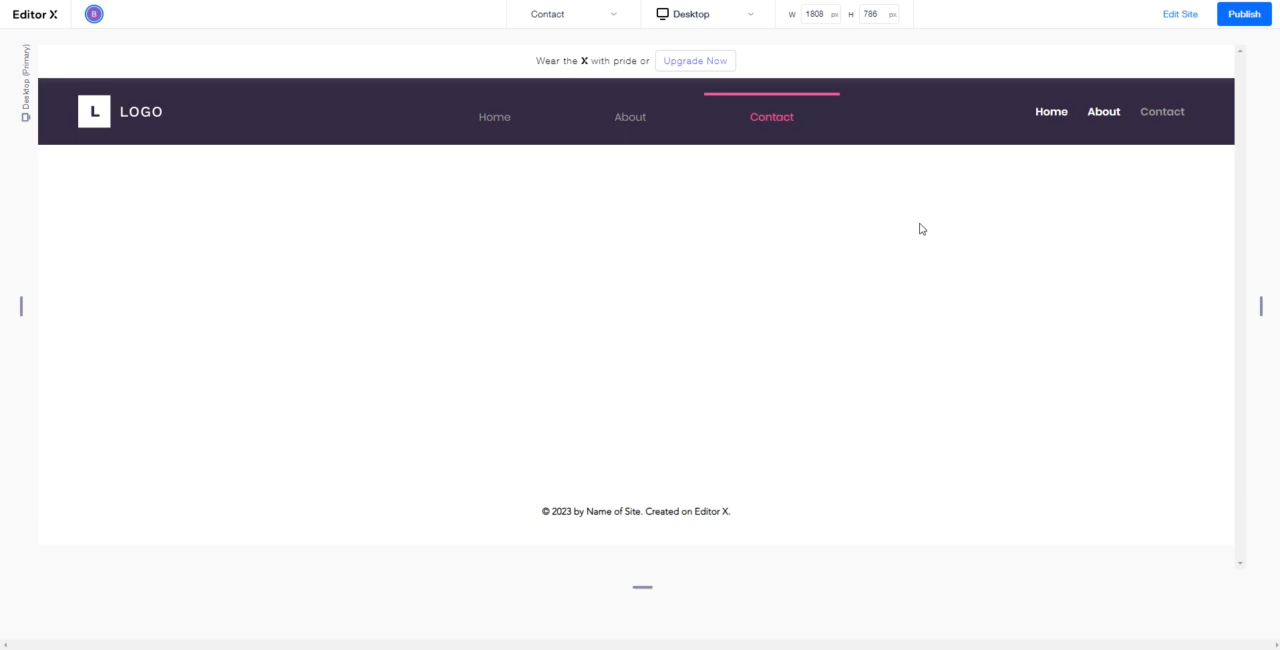 Editor X
B
Contact
Desktop
W 1808 px H 786 px
Edit Site
Publish
Desktop (Primary)
Wear the X with pride or Upgrade Now
L LOGO
Home About Contact
Home About Contact
© 2023 by Name of Site. Created on Editor X.